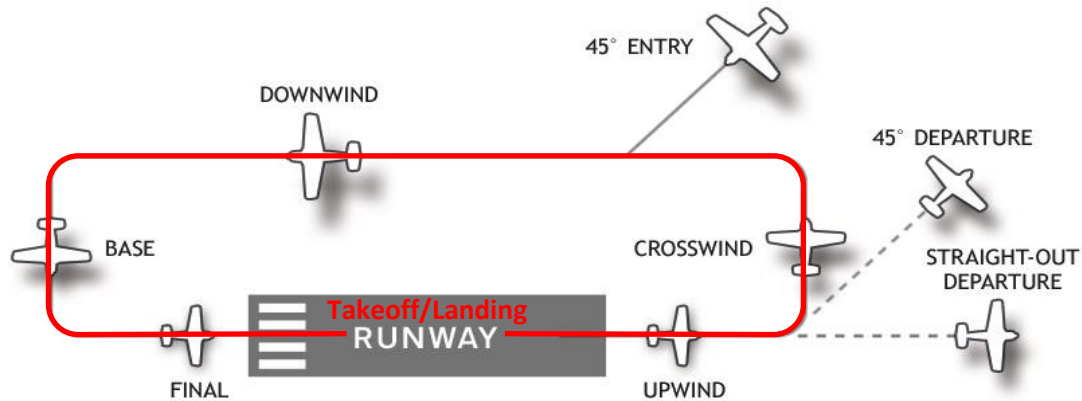 45° ENTRY
DOWNWIND
45° DEPARTURE
BASE
CROSSWIND
STRAIGHT-OUT
DEPARTURE
Takeoff/Landing
RUNWAY
FINAL
UPWIND